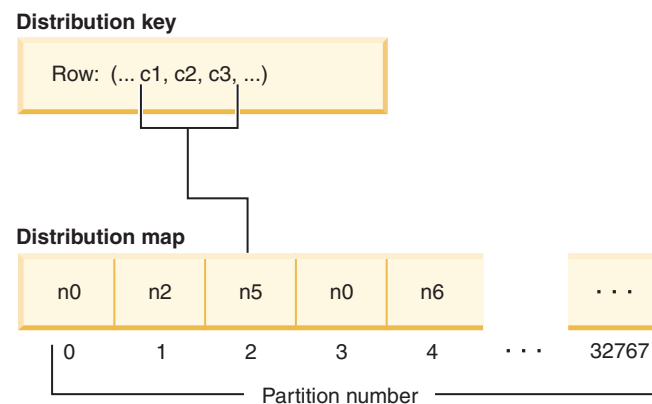 Distribution key
Row: (... c1, c2, c3, ...)
Distribution map
n0 n2 n5 n0 n6 . . .
0 1 2 3 4 . . . 32767
Partition number